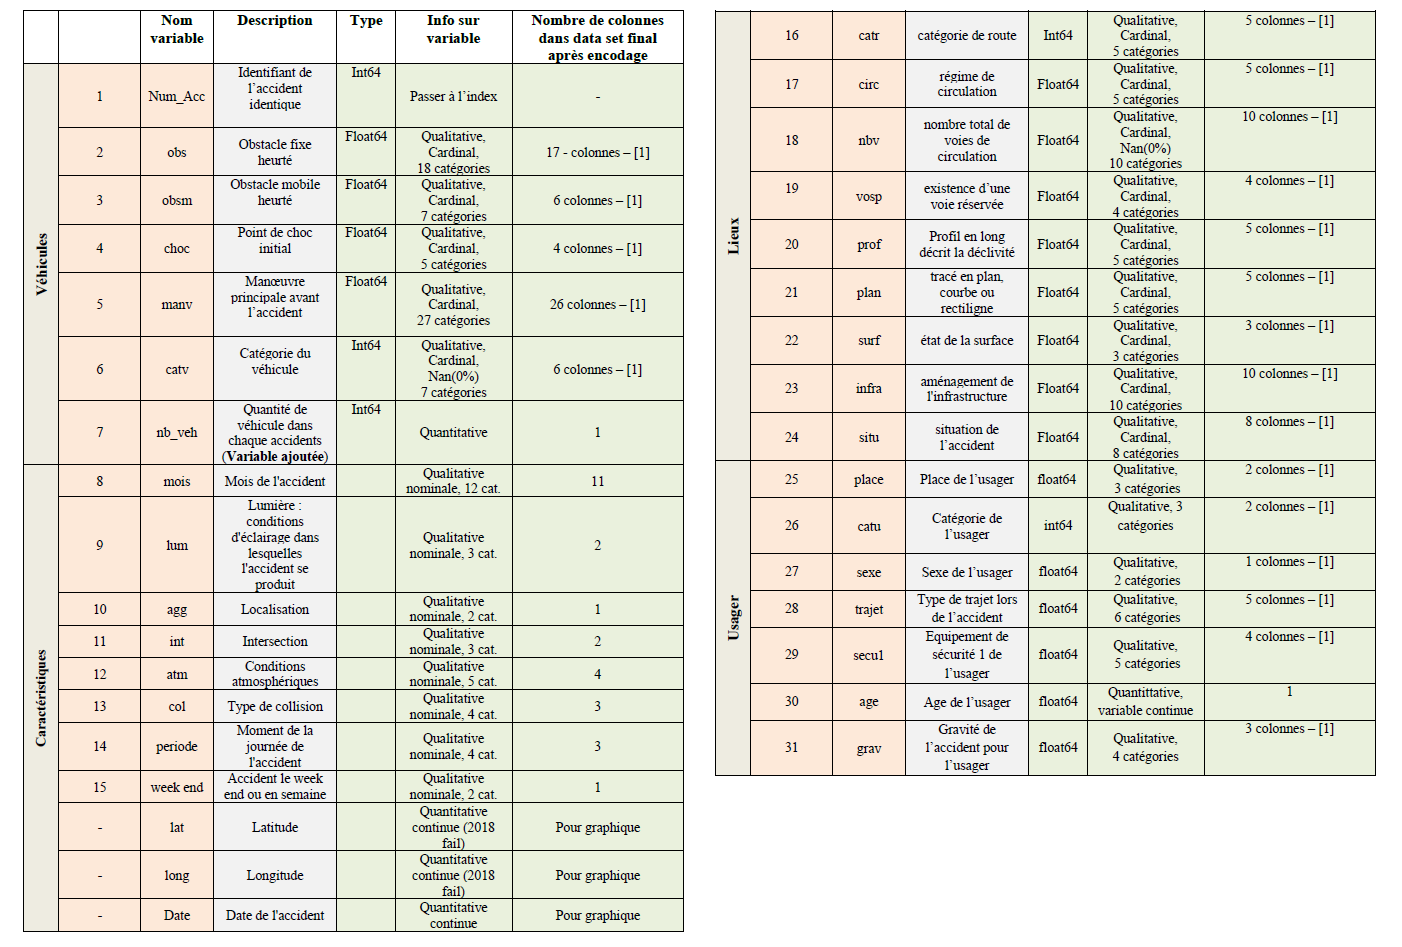 Nom variable | Description | Type | Info sur variable | Nombre de colonnes dans data set final après encodage
Véhicules
1 | Num_Acc | Identifiant de l’accident identique | Int64 | Passer à l’index | -
2 | obs | Obstacle fixe heurté | Float64 | Qualitative, Cardinal, 18 catégories | 17 - colonnes – [1]
3 | obsm | Obstacle mobile heurté | Float64 | Qualitative, Cardinal, 7 catégories | 6 colonnes – [1]
4 | choc | Point de choc initial | Float64 | Qualitative, Cardinal, 5 catégories | 4 colonnes – [1]
5 | manv | Manœuvre principale avant l’accident | Float64 | Qualitative, Cardinal, 27 catégories | 26 colonnes – [1]
6 | catv | Catégorie du véhicule | Int64 | Qualitative, Cardinal, Nan(0%) 7 catégories | 6 colonnes – [1]
7 | nb_veh | Quantité de véhicule dans chaque accidents (Variable ajoutée) | Int64 | Quantitative | 1
Caractéristiques
8 | mois | Mois de l'accident | Qualitative nominale, 12 cat. | 11
9 | lum | Lumière : conditions d'éclairage dans lesquelles l'accident se produit | Qualitative nominale, 3 cat. | 2
10 | agg | Localisation | Qualitative nominale, 2 cat. | 1
11 | int | Intersection | Qualitative nominale, 3 cat. | 2
12 | atm | Conditions atmosphériques | Qualitative nominale, 5 cat. | 4
13 | col | Type de collision | Qualitative nominale, 4 cat. | 3
14 | periode | Moment de la journée de l'accident | Qualitative nominale, 4 cat. | 3
15 | week end | Accident le week end ou en semaine | Qualitative nominale, 2 cat. | 1
- | lat | Latitude | Quantitative continue (2018 fail) | Pour graphique
- | long | Longitude | Quantitative continue (2018 fail) | Pour graphique
- | Date | Date de l'accident | Quantitative continue | Pour graphique
Lieux
16 | catr | catégorie de route | Int64 | Qualitative, Cardinal, 5 catégories | 5 colonnes – [1]
17 | circ | régime de circulation | Float64 | Qualitative, Cardinal, 5 catégories | 5 colonnes – [1]
18 | nbv | nombre total de voies de circulation | Float64 | Qualitative, Cardinal, Nan(0%) 10 catégories | 10 colonnes – [1]
19 | vosp | existence d’une voie réservée | Float64 | Qualitative, Cardinal, 4 catégories | 4 colonnes – [1]
20 | prof | Profil en long décrit la déclivité | Float64 | Qualitative, Cardinal, 5 catégories | 5 colonnes – [1]
21 | plan | tracé en plan, courbe ou rectiligne | Float64 | Qualitative, Cardinal, 5 catégories | 5 colonnes – [1]
22 | surf | état de la surface | Float64 | Qualitative, Cardinal, 3 catégories | 3 colonnes – [1]
23 | infra | aménagement de l'infrastructure | Float64 | Qualitative, Cardinal, 10 catégories | 10 colonnes – [1]
24 | situ | situation de l’accident | Float64 | Qualitative, Cardinal, 8 catégories | 8 colonnes – [1]
Usager
25 | place | Place de l’usager | float64 | Qualitative, 3 catégories | 2 colonnes – [1]
26 | catu | Catégorie de l’usager | int64 | Qualitative, 3 catégories | 2 colonnes – [1]
27 | sexe | Sexe de l’usager | float64 | Qualitative, 2 catégories | 1 colonnes – [1]
28 | trajet | Type de trajet lors de l’accident | float64 | Qualitative, 6 catégories | 5 colonnes – [1]
29 | secu1 | Equipement de sécurité 1 de l’usager | float64 | Qualitative, 5 catégories | 4 colonnes – [1]
30 | age | Age de l’usager | float64 | Quantittative, variable continue | 1
31 | grav | Gravité de l’accident pour l’usager | float64 | Qualitative, 4 catégories | 3 colonnes – [1]